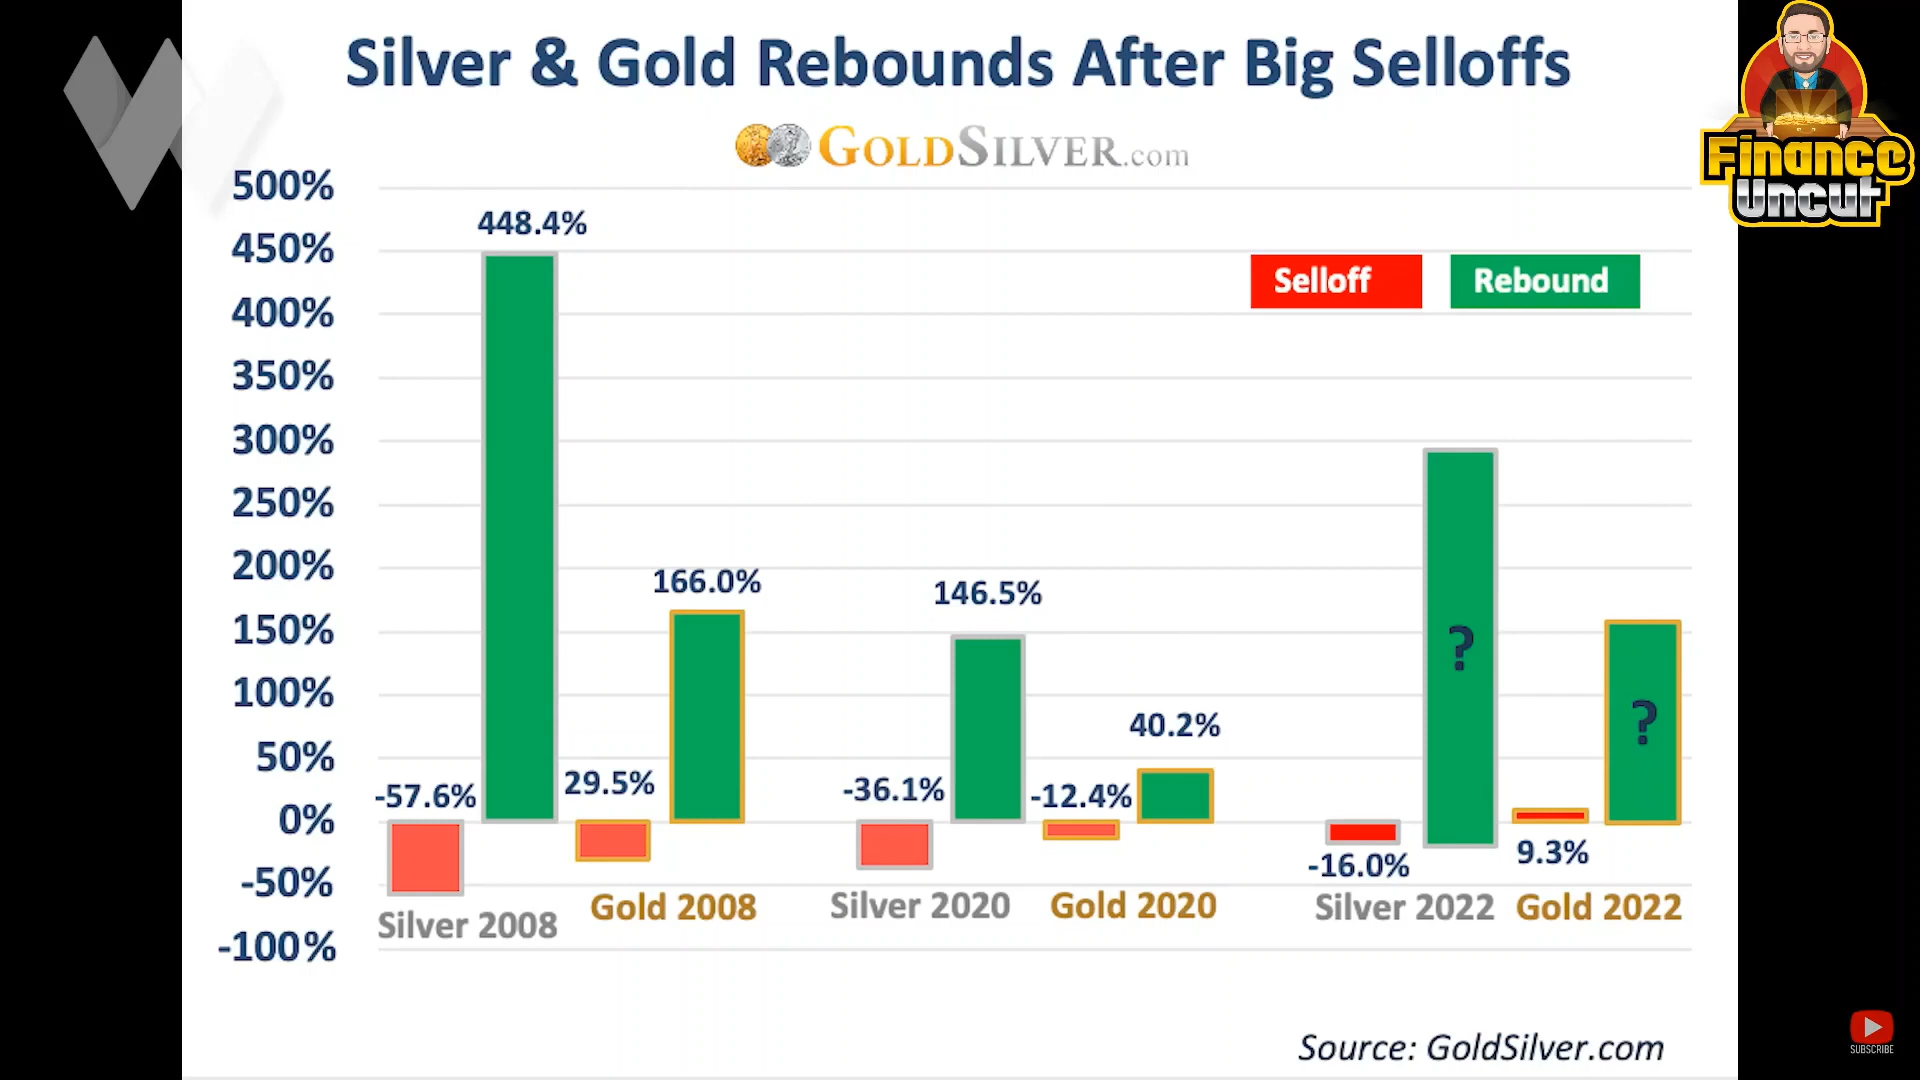 Silver & Gold Rebounds After Big Selloffs
GOLDSILVER.com
Finance
Uncut
500%
450%
400%
350%
300%
250%
200%
150%
100%
50%
0%
-50%
-100%
448.4%
Selloff
Rebound
166.0%
146.5%
40.2%
-57.6%
29.5%
-36.1%
-12.4%
-16.0%
9.3%
?
?
Silver 2008
Gold 2008
Silver 2020
Gold 2020
Silver 2022
Gold 2022
Source: GoldSilver.com
SUBSCRIBE